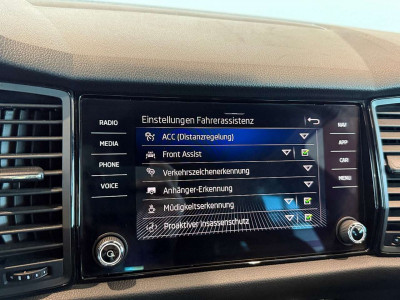 Einstellungen Fahrerassistenz
RADIO
MEDIA
PHONE
VOICE
ACC (Distanzregelung)
Front Assist
Verkehrszeichenerkennung
Anhänger-Erkennung
Müdigkeitserkennung
Proaktiver Insassenschutz
NAV
APP
CAR
MENU